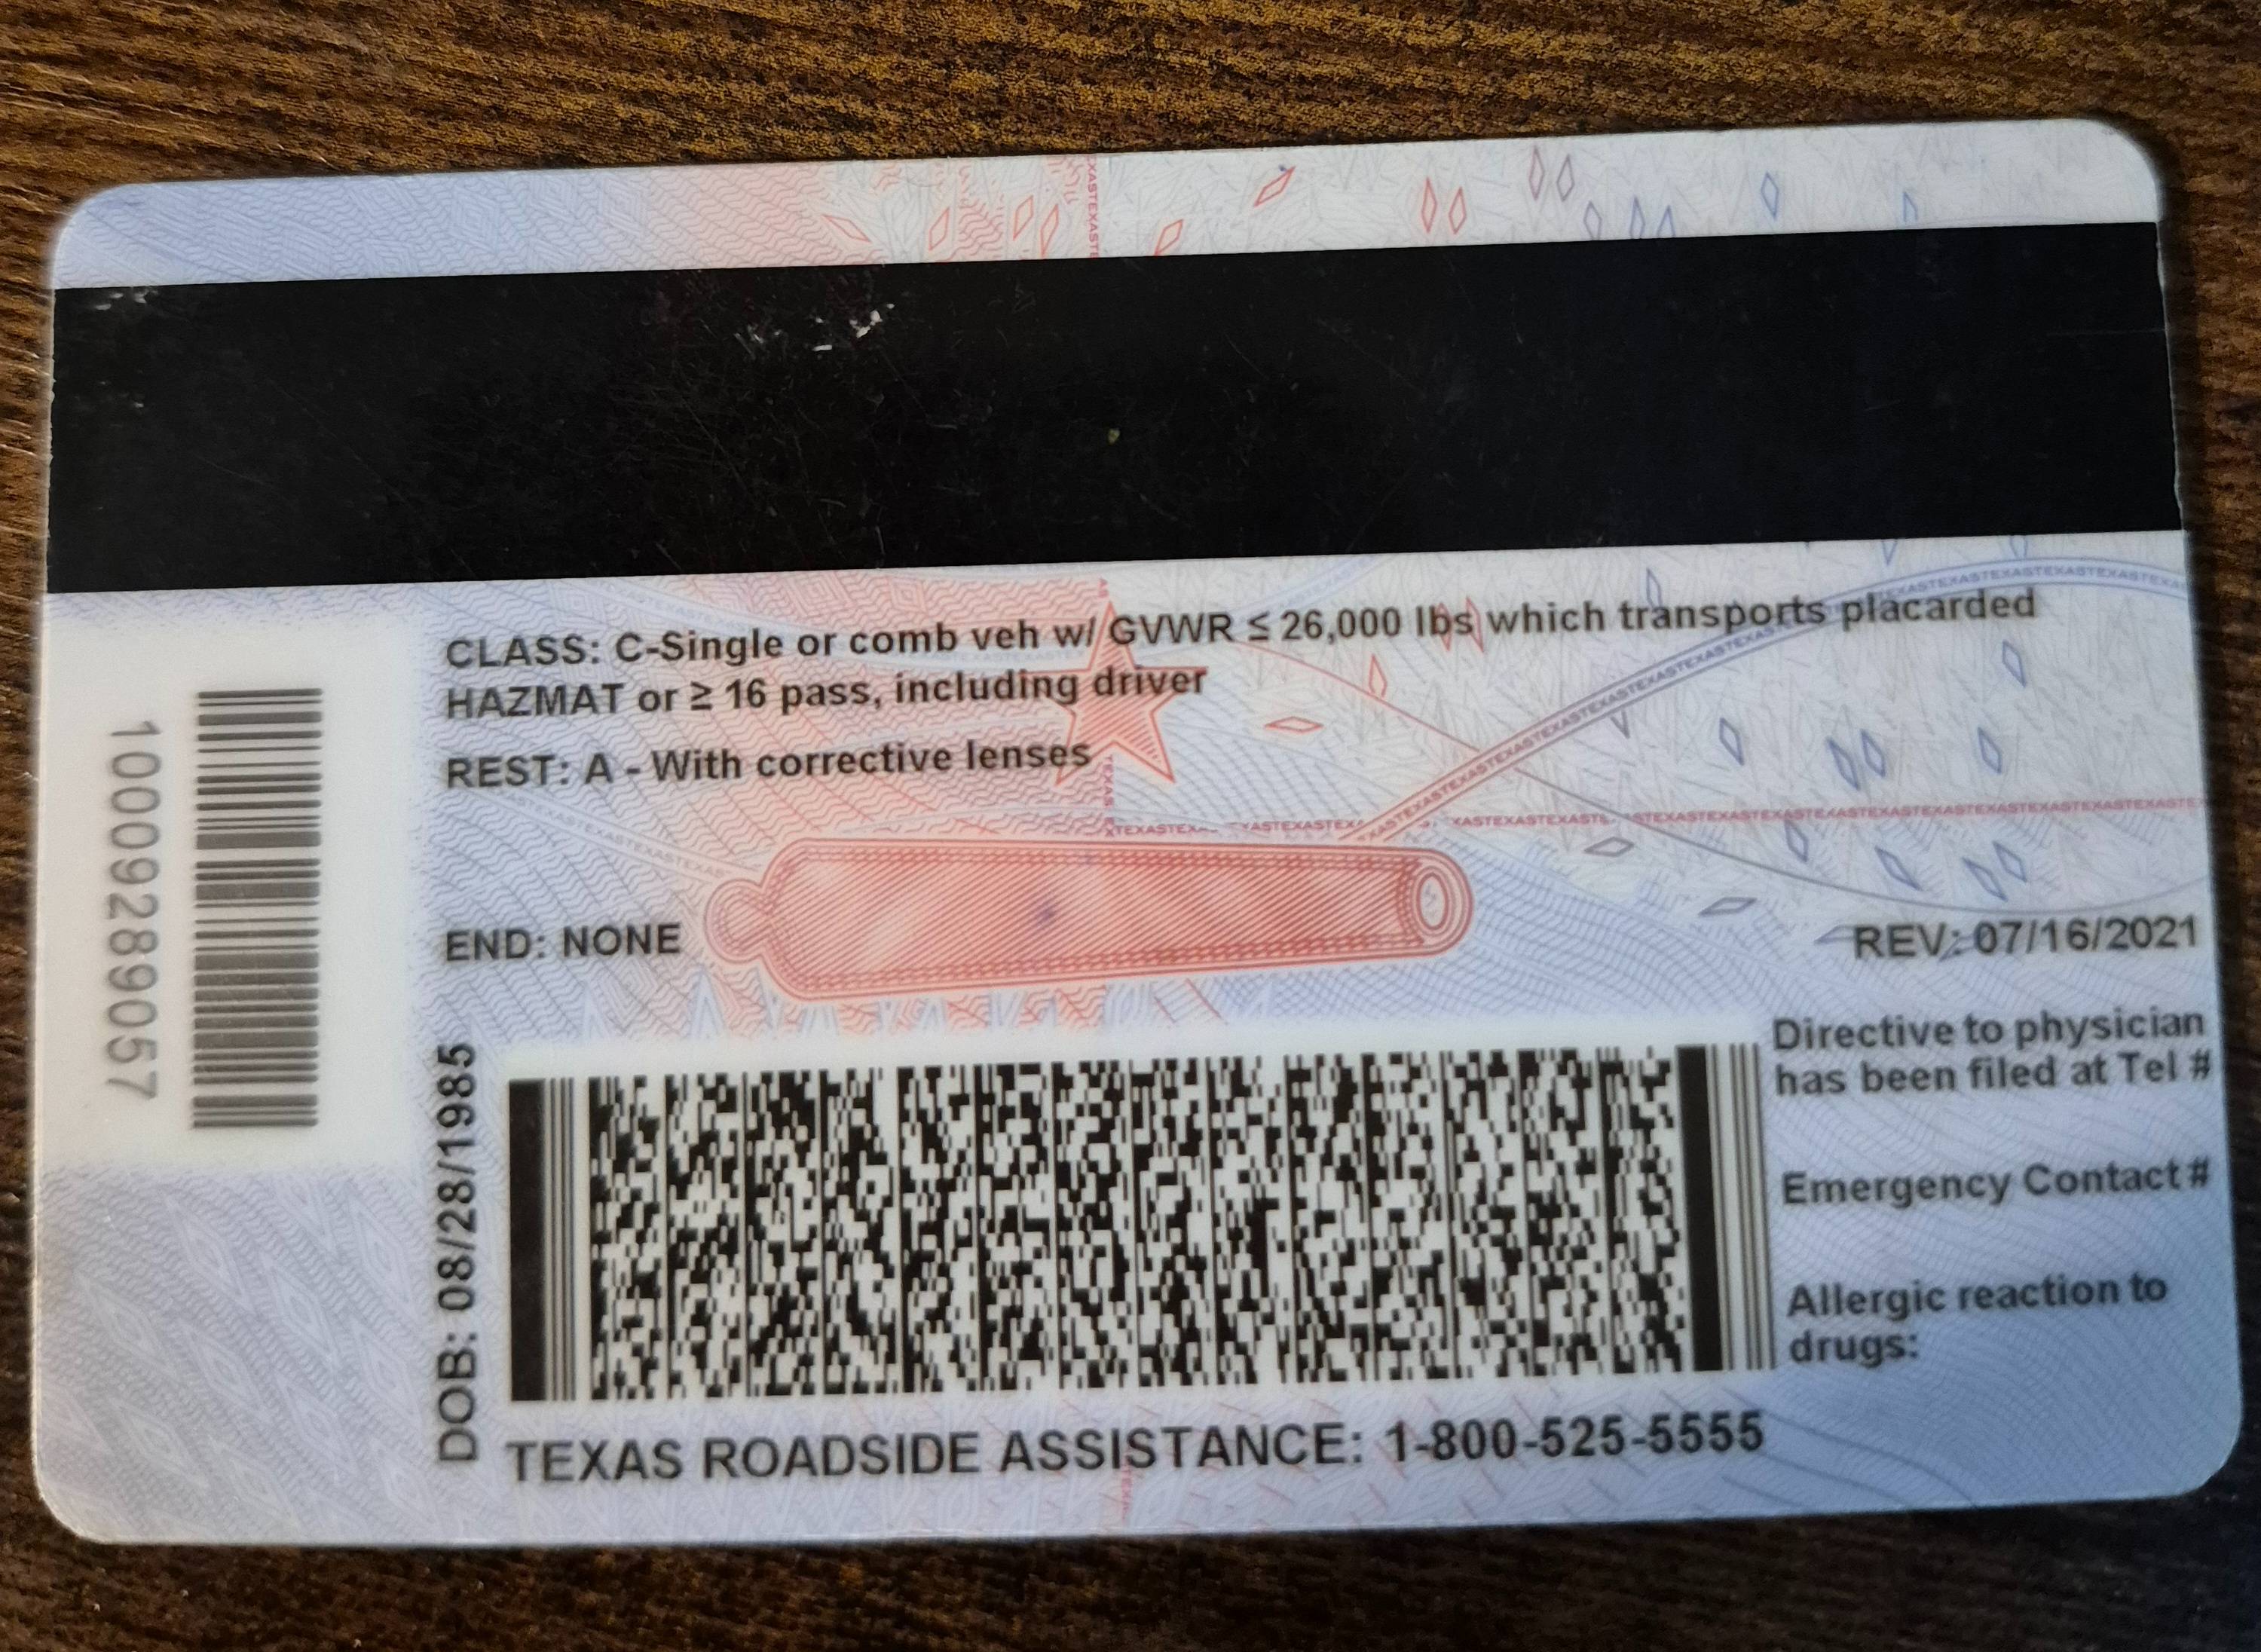 CLASS: C-Single or comb veh w/ GVWR ≤ 26,000 lbs which transports placarded
HAZMAT or ≥ 16 pass, including driver
REST: A - With corrective lenses
END: NONE
REV: 07/16/2021
10009289057
DOB: 08/28/1985
Directive to physician
has been filed at Tel #
Emergency Contact #
Allergic reaction to
drugs:
TEXAS ROADSIDE ASSISTANCE: 1-800-525-5555